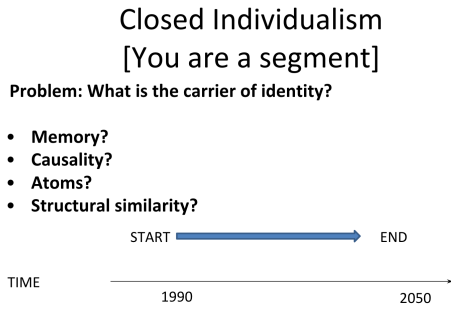 Closed Individualism
[You are a segment]
Problem: What is the carrier of identity?
• Memory?
• Causality?
• Atoms?
• Structural similarity?
START END
TIME
1990 2050